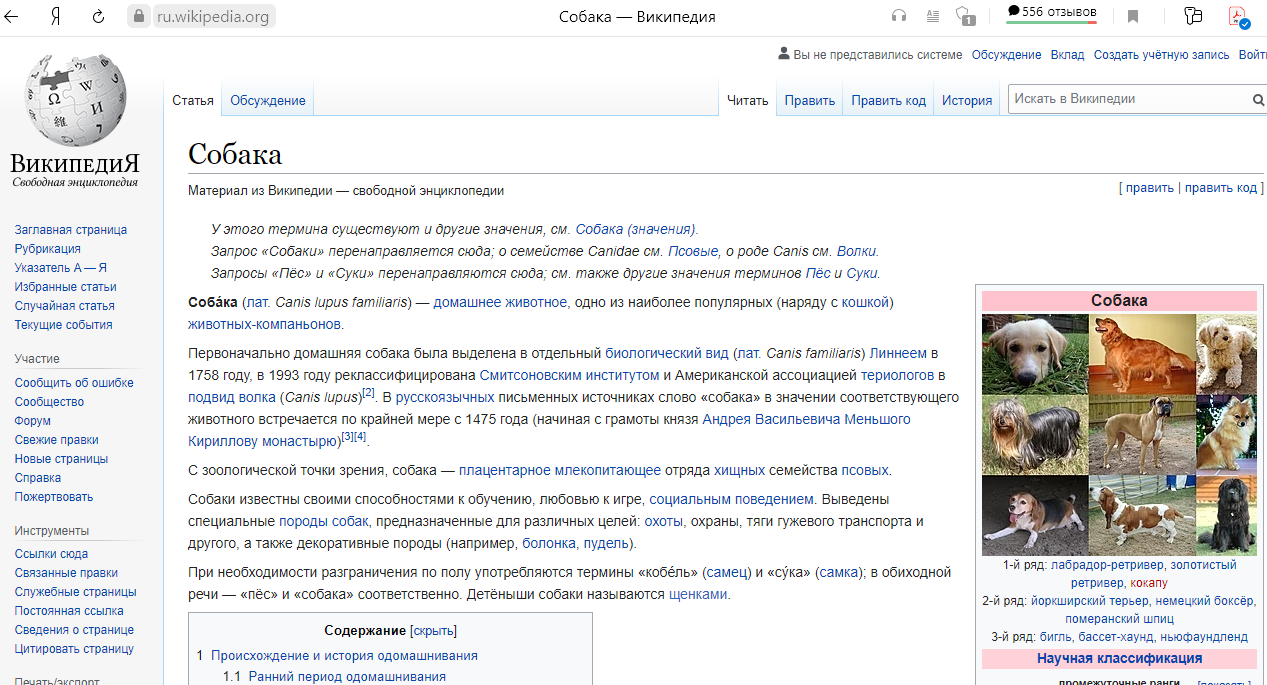 Я
ru.wikipedia.org
Собака — Википедия
1
556 отзывов
Вы не представились системе Обсуждение Вклад Создать учётную запись
Статья Обсуждение
Читать Править Править код История
Искать в Википедии
ВикипедиЯ
Свободная энциклопедия
Собака
Материал из Википедии — свободной энциклопедии
[ править | править код ]
Заглавная страница
Рубрикация
Указатель А — Я
Избранные статьи
Случайная статья
Текущие события
Участие
Сообщить об ошибке
Сообщество
Форум
Свежие правки
Новые страницы
Справка
Пожертвовать
Инструменты
Ссылки сюда
Связанные правки
Служебные страницы
Постоянная ссылка
Сведения о странице
Цитировать страницу
Печать/экспорт
У этого термина существуют и другие значения, см. Собака (значения).
Запрос «Собаки» перенаправляется сюда; о семействе Canidae см. Псовые, о роде Canis см. Волки.
Запросы «Пёс» и «Суки» перенаправляются сюда; см. также другие значения терминов Пёс и Суки.
Соба́ка (лат. Canis lupus familiaris) — домашнее животное, одно из наиболее популярных (наряду с кошкой)
животных-компаньонов.
Первоначально домашняя собака была выделена в отдельный биологический вид (лат. Canis familiaris) Линнеем в
1758 году, в 1993 году реклассифицирована Смитсоновским институтом и Американской ассоциацией териологов в
подвид волка (Canis lupus)[2]. В русскоязычных письменных источниках слово «собака» в значении соответствующего
животного встречается по крайней мере с 1475 года (начиная с грамоты князя Андрея Васильевича Меньшого
Кириллову монастырю)[3][4].
С зоологической точки зрения, собака — плацентарное млекопитающее отряда хищных семейства псовых.
Собаки известны своими способностями к обучению, любовью к игре, социальным поведением. Выведены
специальные породы собак, предназначенные для различных целей: охоты, охраны, тяги гужевого транспорта и
другого, а также декоративные породы (например, болонка, пудель).
При необходимости разграничения по полу употребляются термины «кобе́ль» (самец) и «су́ка» (самка); в обиходной
речи — «пёс» и «собака» соответственно. Детёныши собаки называются щенками.
Содержание [скрыть]
1 Происхождение и история одомашнивания
1.1 Ранний период одомашнивания
Собака
1-й ряд: лабрадор-ретривер, золотистый
ретривер, кокапу
2-й ряд: йоркширский терьер, немецкий боксёр,
померанский шпиц
3-й ряд: бигль, бассет-хаунд, ньюфаундленд
Научная классификация
промежуточные ранги [показать]